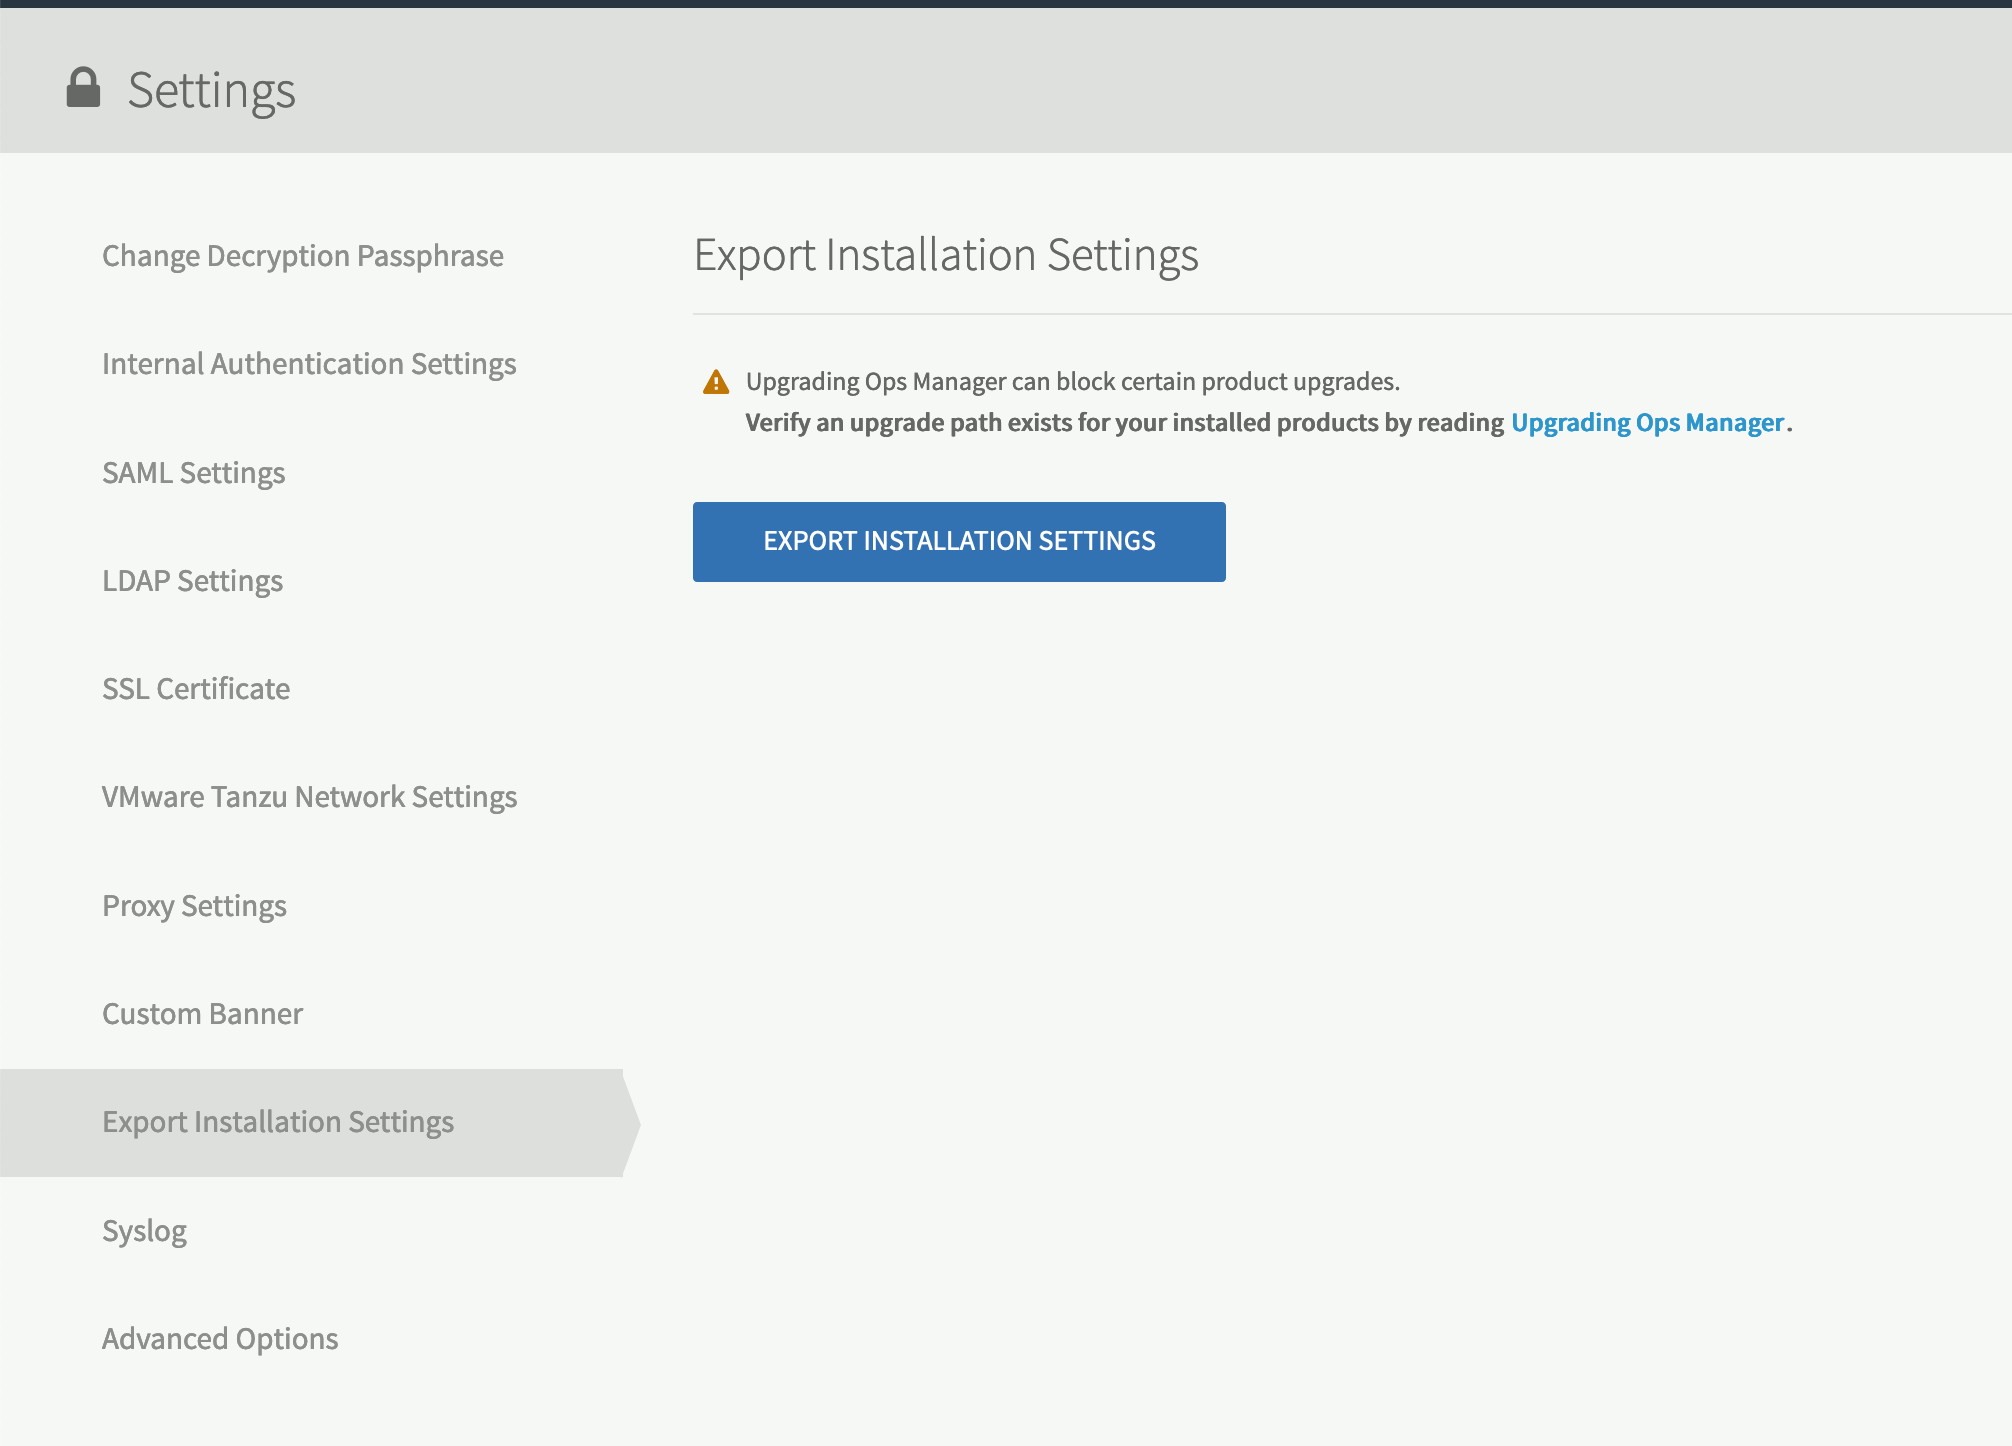 Settings
Change Decryption Passphrase
Internal Authentication Settings
SAML Settings
LDAP Settings
SSL Certificate
VMware Tanzu Network Settings
Proxy Settings
Custom Banner
Export Installation Settings
Syslog
Advanced Options
Export Installation Settings
Upgrading Ops Manager can block certain product upgrades.
Verify an upgrade path exists for your installed products by reading Upgrading Ops Manager.
EXPORT INSTALLATION SETTINGS